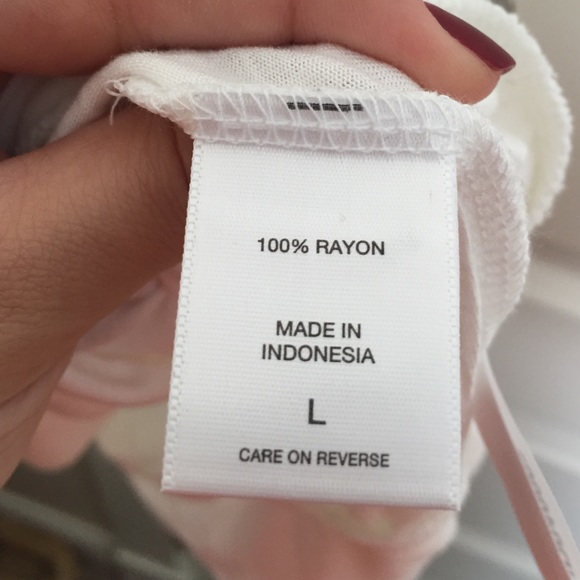 100% RAYON
MADE IN
INDONESIA
L
CARE ON REVERSE